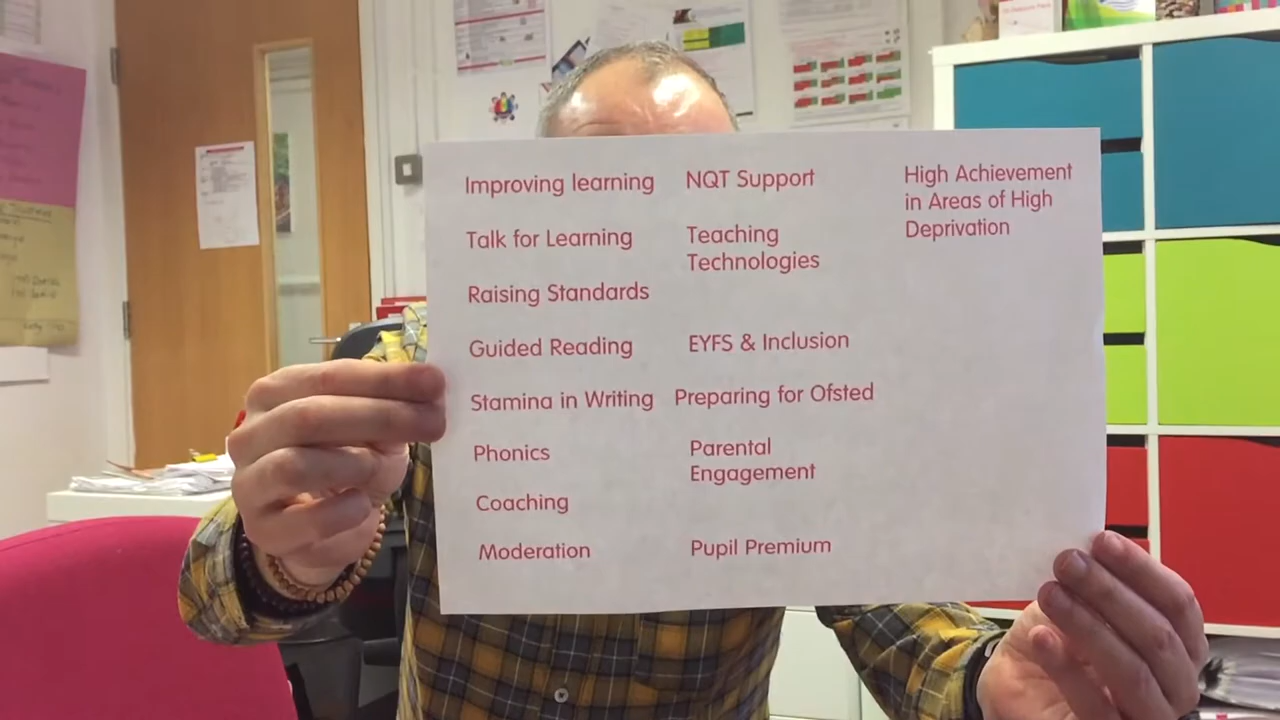 Improving learning
Talk for Learning
Raising Standards
Guided Reading
Stamina in Writing
Phonics
Coaching
Moderation
NQT Support
Teaching
Technologies
EYFS & Inclusion
Preparing for Ofsted
Parental
Engagement
Pupil Premium
High Achievement
in Areas of High
Deprivation